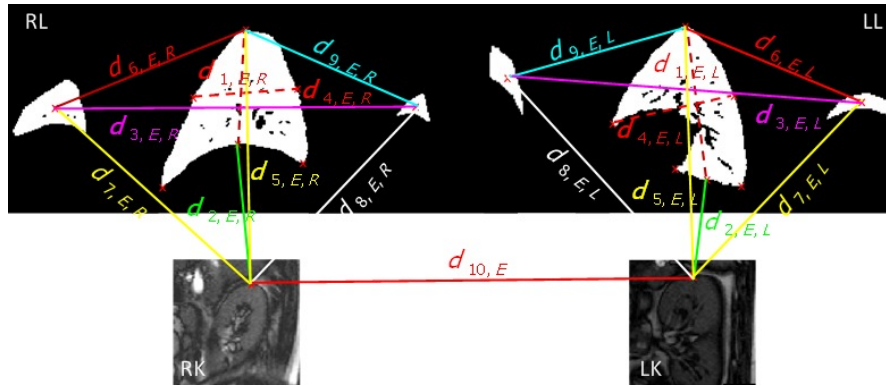 RL
LL
d 6, E, R
d 9, E, R
d 1, E, R
d 4, E, R
d 3, E, R
d 5, E, R
d 7, E, R
d 2, E, R
d 8, E, R
d 9, E, L
d 6, E, L
d 1, E, L
d 4, E, L
d 3, E, L
d 8, E, L
d 5, E, L
d 7, E, L
d 2, E, L
d 10, E
RK
LK